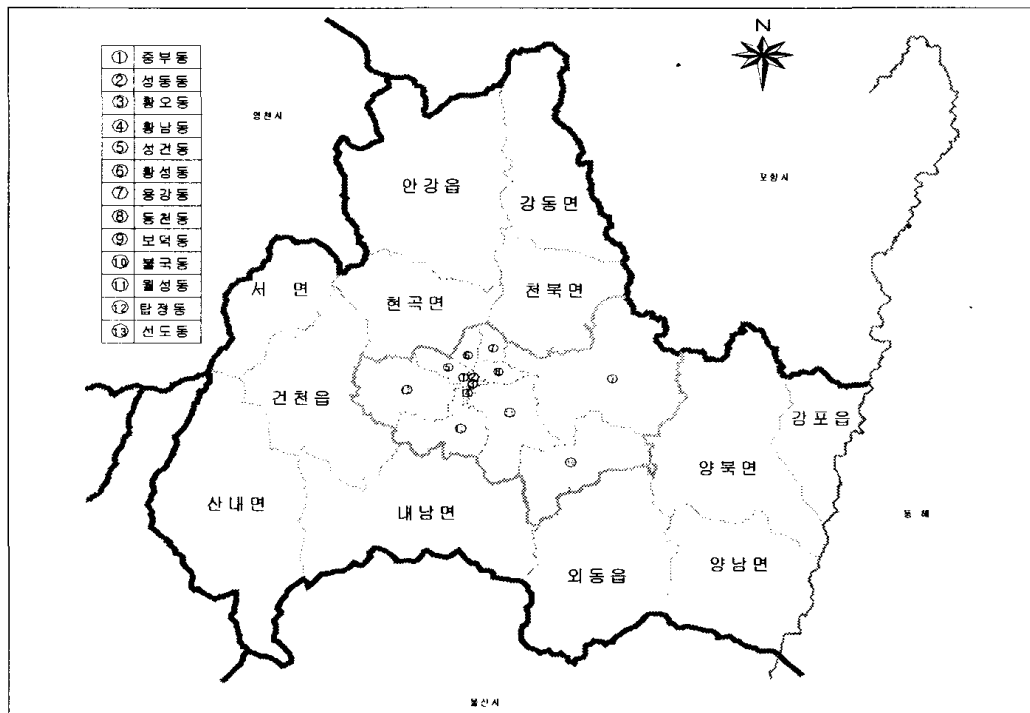 N
① 중부동
② 성동동
③ 황오동
④ 황남동
⑤ 성건동
⑥ 황성동
⑦ 용강동
⑧ 동천동
⑨ 보덕동
⑩ 불국동
⑪ 월성동
⑫ 탑정동
⑬ 선도동
영천시
포항시
안강읍
강동면
서 면
현곡면
천북면
건천읍
강포읍
양북면
산내면
내남면
동 해
외동읍
양남면
울산시